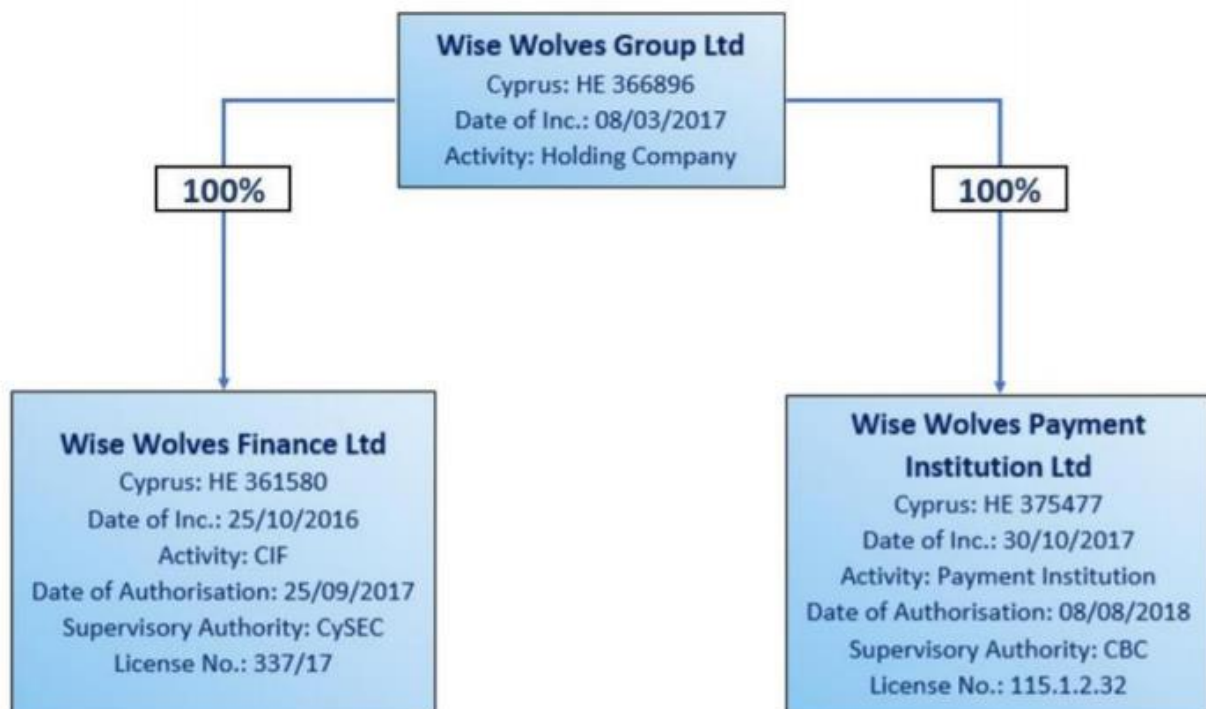 Wise Wolves Group Ltd
Cyprus: HE 366896
Date of Inc.: 08/03/2017
Activity: Holding Company
100%
100%
Wise Wolves Finance Ltd
Cyprus: HE 361580
Date of Inc.: 25/10/2016
Activity: CIF
Date of Authorisation: 25/09/2017
Supervisory Authority: CySEC
License No.: 337/17
Wise Wolves Payment
Institution Ltd
Cyprus: HE 375477
Date of Inc.: 30/10/2017
Activity: Payment Institution
Date of Authorisation: 08/08/2018
Supervisory Authority: CBC
License No.: 115.1.2.32